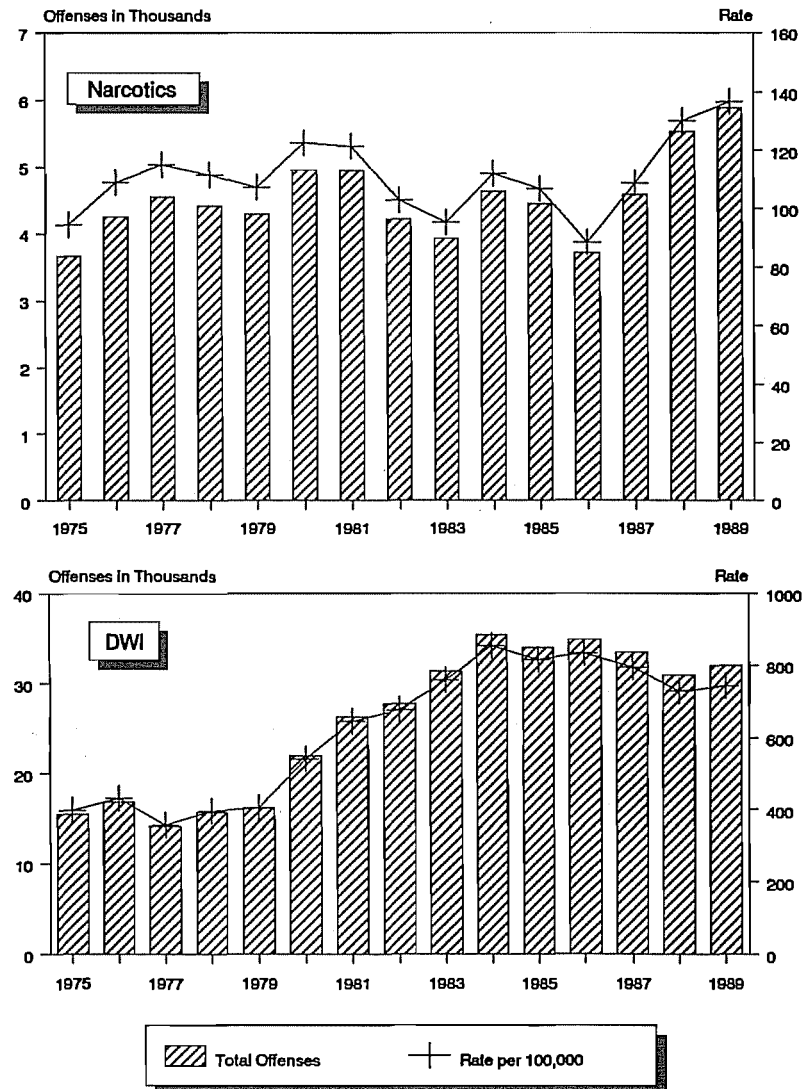 Offenses in Thousands Rate
Narcotics
7 160
6 140
5 120
4 100
3 80
2 60
1 40
0 20
0
1975 1977 1979 1981 1983 1985 1987 1989
Offenses in Thousands Rate
DWI
40 1000
30 800
20 600
10 400
0 200
0
1975 1977 1979 1981 1983 1985 1987 1989
Total Offenses Rate per 100,000